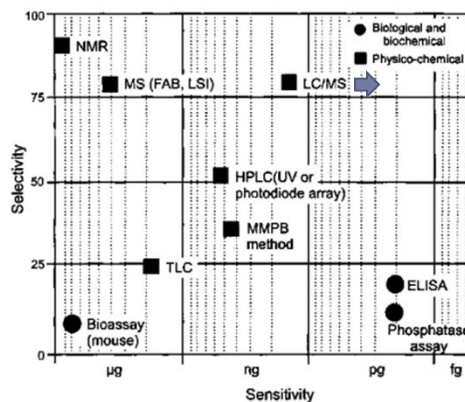 Biological and
biochemical
Physico-chemical
NMR
MS (FAB, LSI)
LC/MS
HPLC(UV or
photodiode array)
MMPB
method
TLC
ELISA
Bioassay
(mouse)
Phosphatase
assay
100
75
50
25
0
Selectivity
µg
ng
pg
fg
Sensitivity